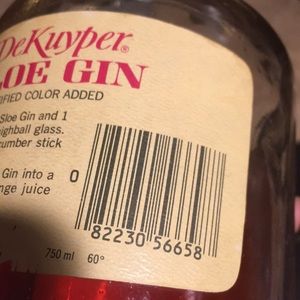 DeKuyper®
LOE GIN
IFIED COLOR ADDED
Sloe Gin and 1
ighball glass.
cumber stick
Gin into a
nge juice
0
82230 56658
750 ml 60°